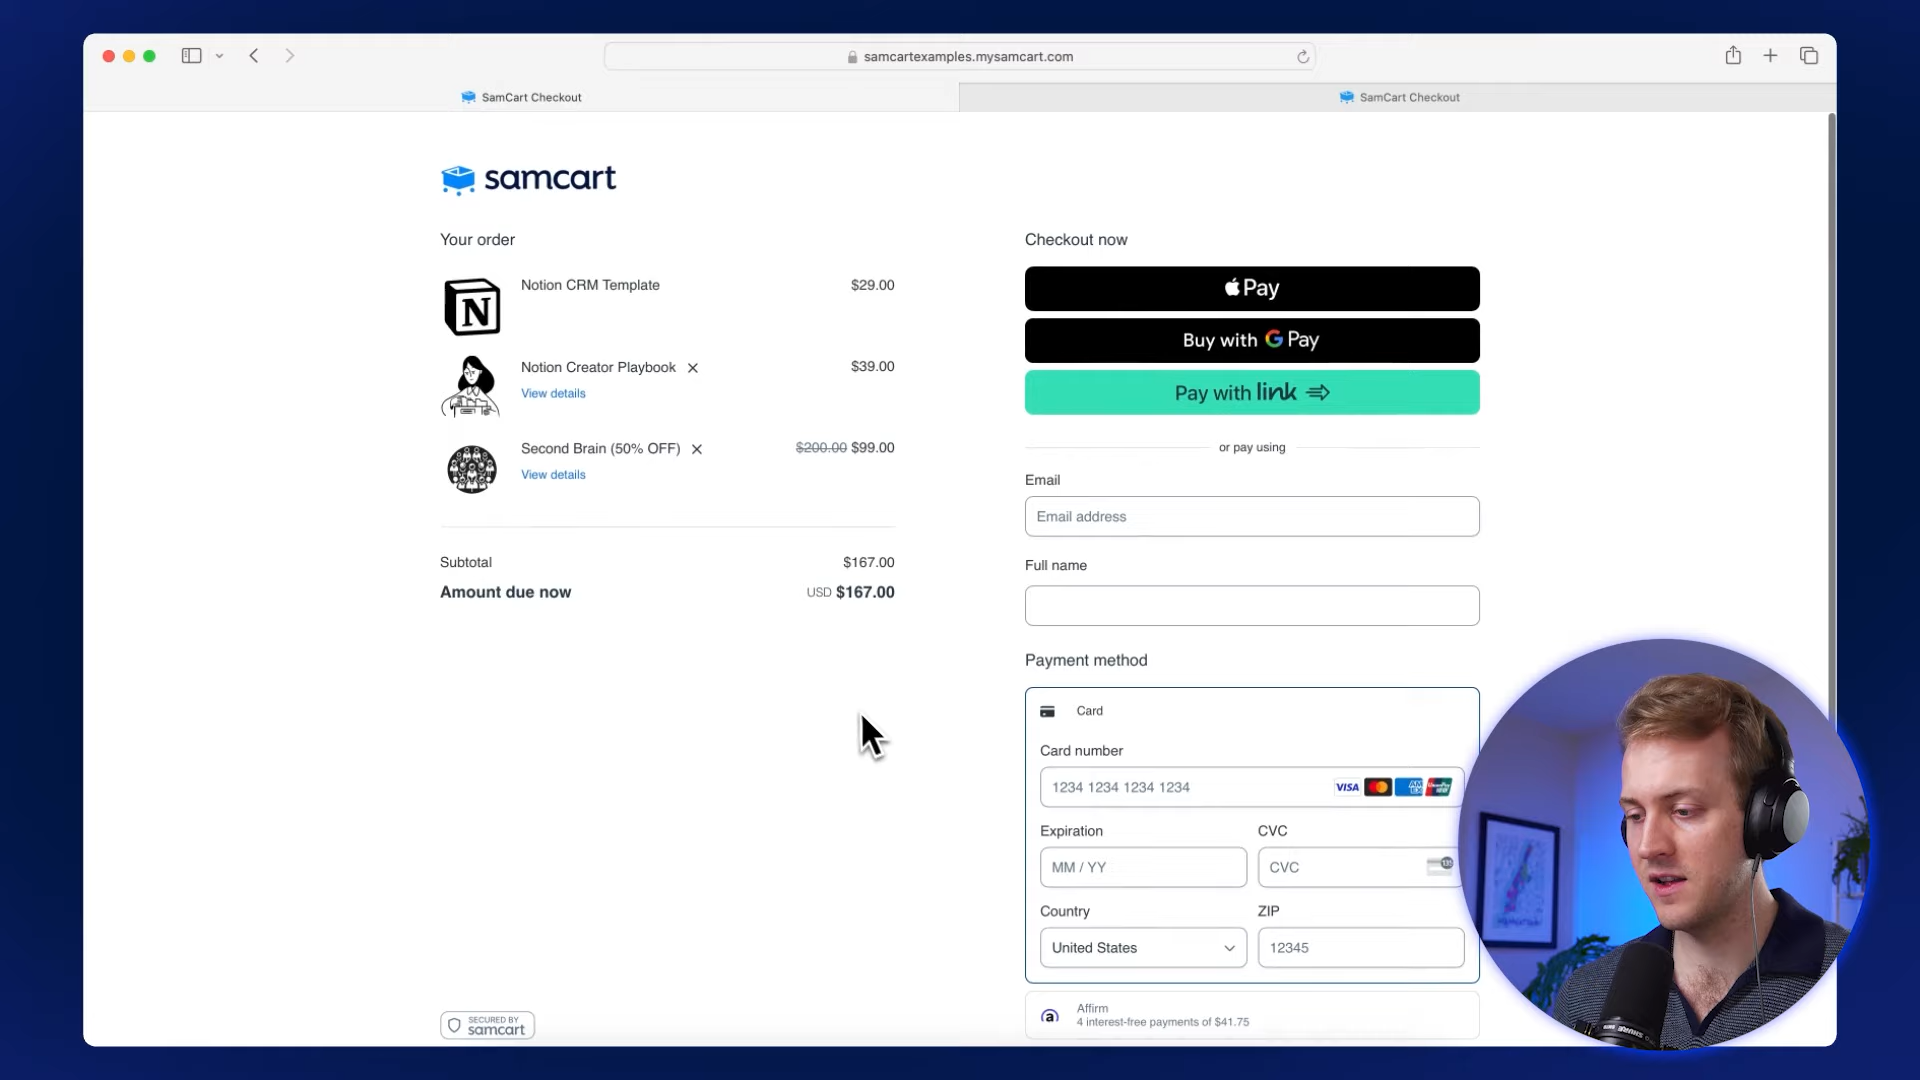 samcartexamples.mysamcart.com
SamCart Checkout
SamCart Checkout
samcart
Your order
Notion CRM Template $29.00
Notion Creator Playbook $39.00
View details
Second Brain (50% OFF) $200.00 $99.00
View details
Subtotal $167.00
Amount due now USD $167.00
SECURED BY
samcart
Checkout now
Pay
Buy with G Pay
Pay with link
or pay using
Email
Email address
Full name
Payment method
Card
Card number
1234 1234 1234 1234 VISA
Expiration CVC
MM / YY CVC
Country ZIP
United States 12345
Affirm
4 interest-free payments of $41.75